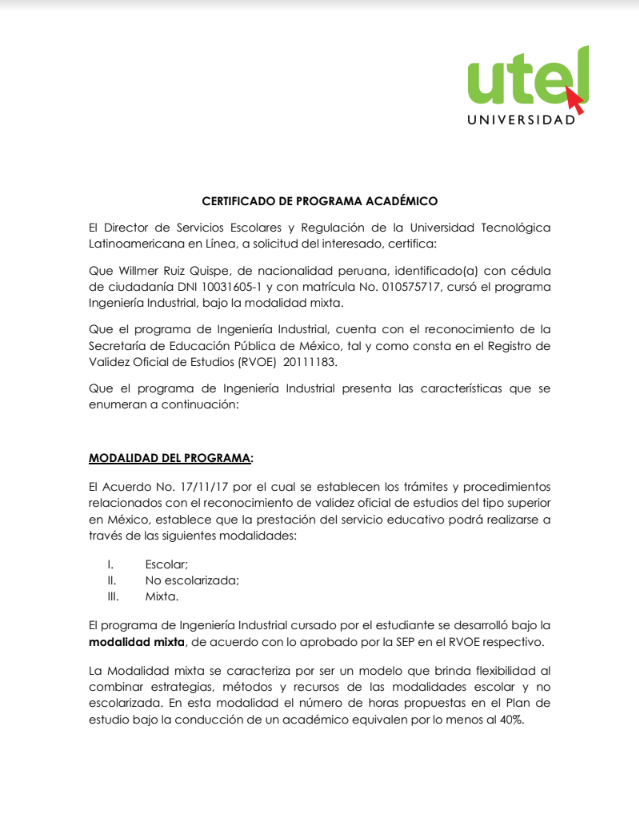 utel
UNIVERSIDAD
CERTIFICADO DE PROGRAMA ACADÉMICO
El Director de Servicios Escolares y Regulación de la Universidad Tecnológica
Latinoamericana en Línea, a solicitud del interesado, certifica:
Que Willmer Ruiz Quispe, de nacionalidad peruana, identificado(a) con cédula
de ciudadanía DNI 10031605-1 y con matrícula No. 010575717, cursó el programa
Ingeniería Industrial, bajo la modalidad mixta.
Que el programa de Ingeniería Industrial, cuenta con el reconocimiento de la
Secretaría de Educación Pública de México, tal y como consta en el Registro de
Validez Oficial de Estudios (RVOE) 20111183.
Que el programa de Ingeniería Industrial presenta las características que se
enumeran a continuación:
MODALIDAD DEL PROGRAMA:
El Acuerdo No. 17/11/17 por el cual se establecen los trámites y procedimientos
relacionados con el reconocimiento de validez oficial de estudios del tipo superior
en México, establece que la prestación del servicio educativo podrá realizarse a
través de las siguientes modalidades:
I. Escolar;
II. No escolarizada;
III. Mixta.
El programa de Ingeniería Industrial cursado por el estudiante se desarrolló bajo la
modalidad mixta, de acuerdo con lo aprobado por la SEP en el RVOE respectivo.
La Modalidad mixta se caracteriza por ser un modelo que brinda flexibilidad al
combinar estrategias, métodos y recursos de las modalidades escolar y no
escolarizada. En esta modalidad el número de horas propuestas en el Plan de
estudio bajo la conducción de un académico equivalen por lo menos al 40%.